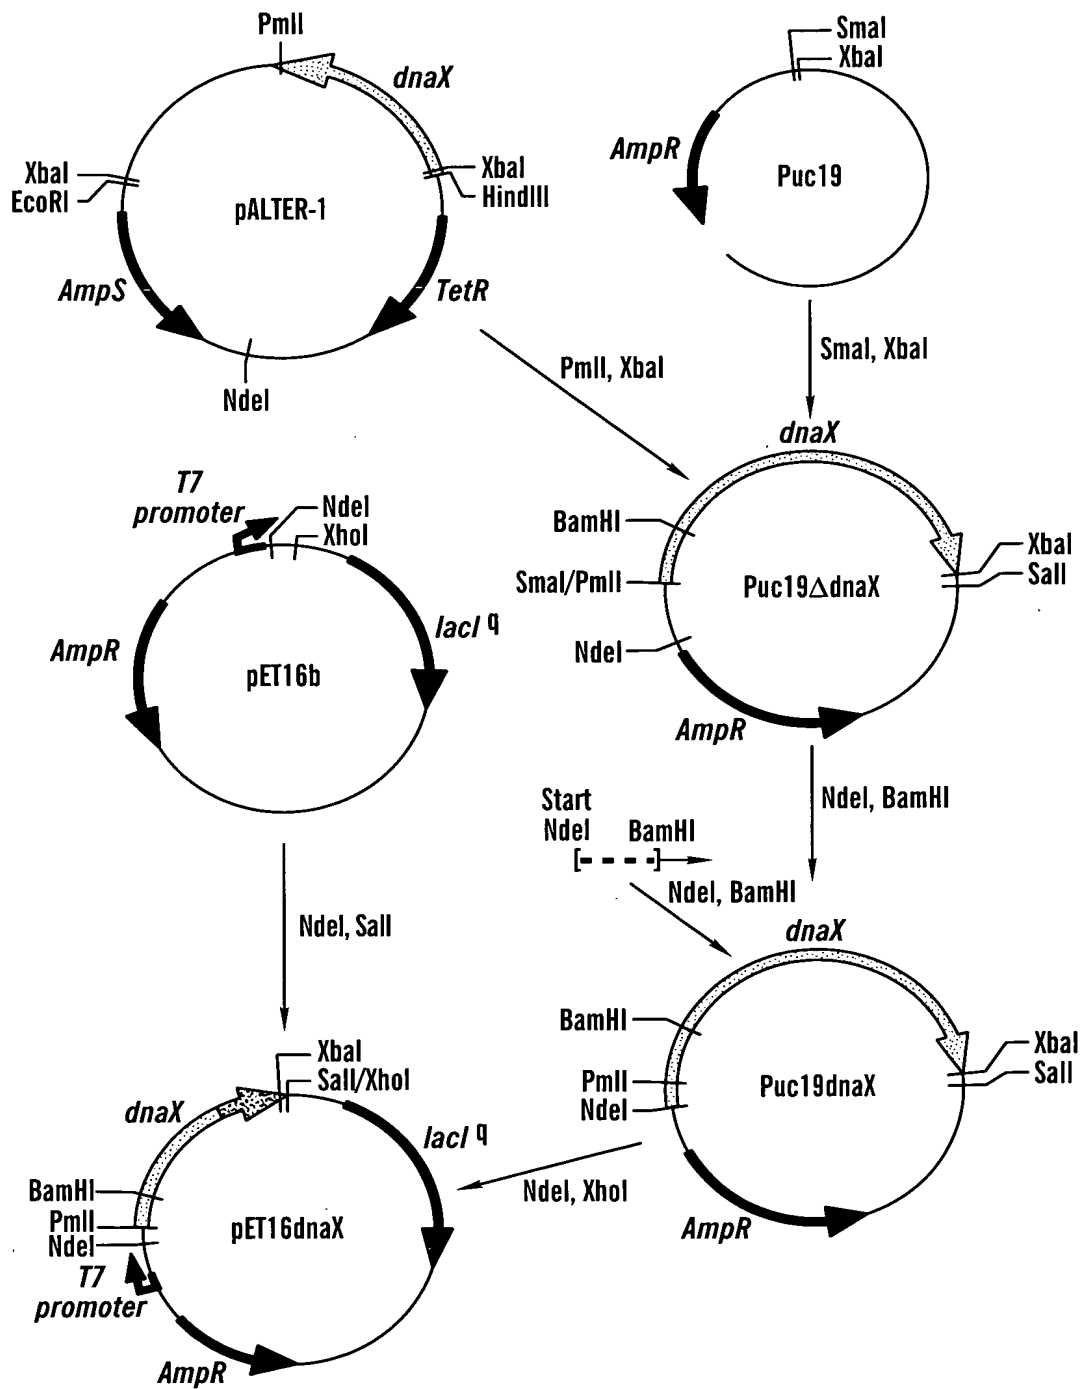 PmlI
dnaX
XbaI
EcoRI
XbaI
HindIII
pALTER-1
AmpS
TetR
NdeI
SmaI
XbaI
AmpR
Puc19
PmlI, XbaI
SmaI, XbaI
T7
promoter
NdeI
XhoI
AmpR
lacI q
pET16b
dnaX
BamHI
SmaI/PmlI
NdeI
XbaI
SalI
Puc19ΔdnaX
AmpR
NdeI, BamHI
Start
NdeI BamHI
NdeI, BamHI
NdeI, SalI
dnaX
BamHI
PmlI
NdeI
XbaI
SalI
Puc19dnaX
AmpR
NdeI, XhoI
XbaI
SalI/XhoI
dnaX
lacI q
BamHI
PmlI
NdeI
pET16dnaX
T7
promoter
AmpR